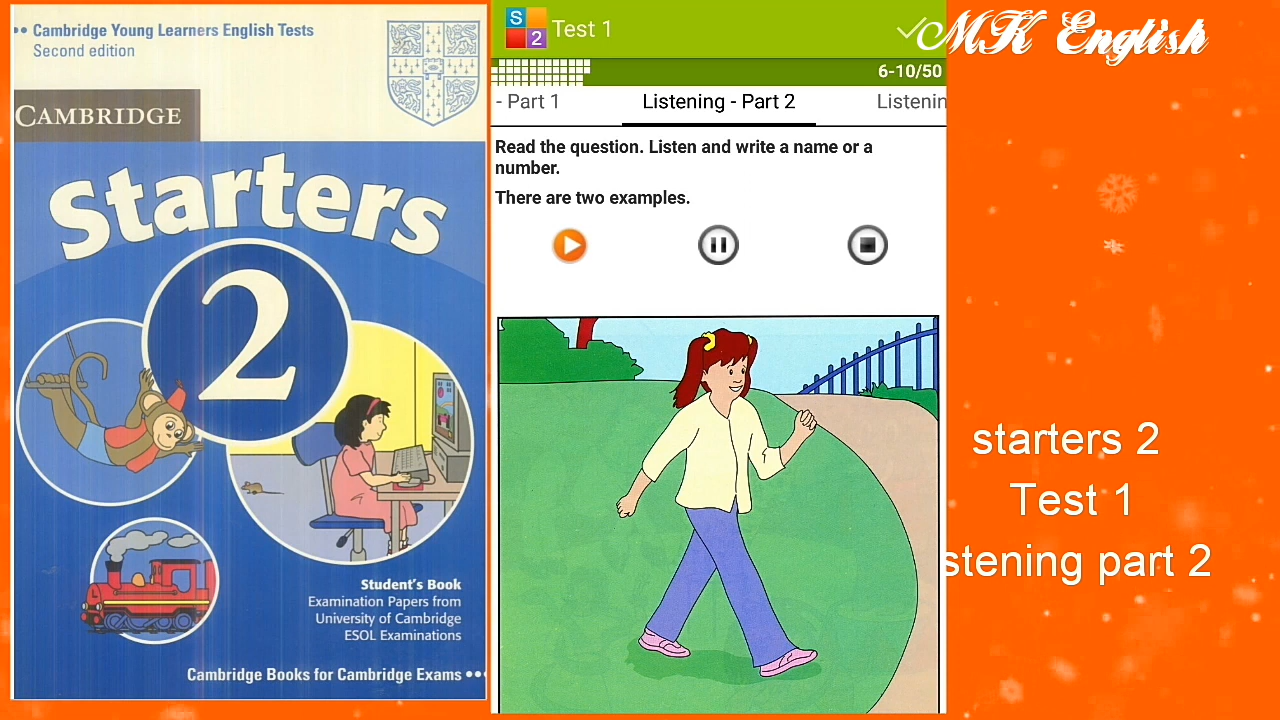 Cambridge Young Learners English Tests
Second edition
CAMBRIDGE
Starters
2
Student's Book
Examination Papers from
University of Cambridge
ESOL Examinations
Cambridge Books for Cambridge Exams
S
2
Test 1
6-10/50
- Part 1
Listening - Part 2
Listenin
Read the question. Listen and write a name or a
number.
There are two examples.
MK English
starters 2
Test 1
stening part 2